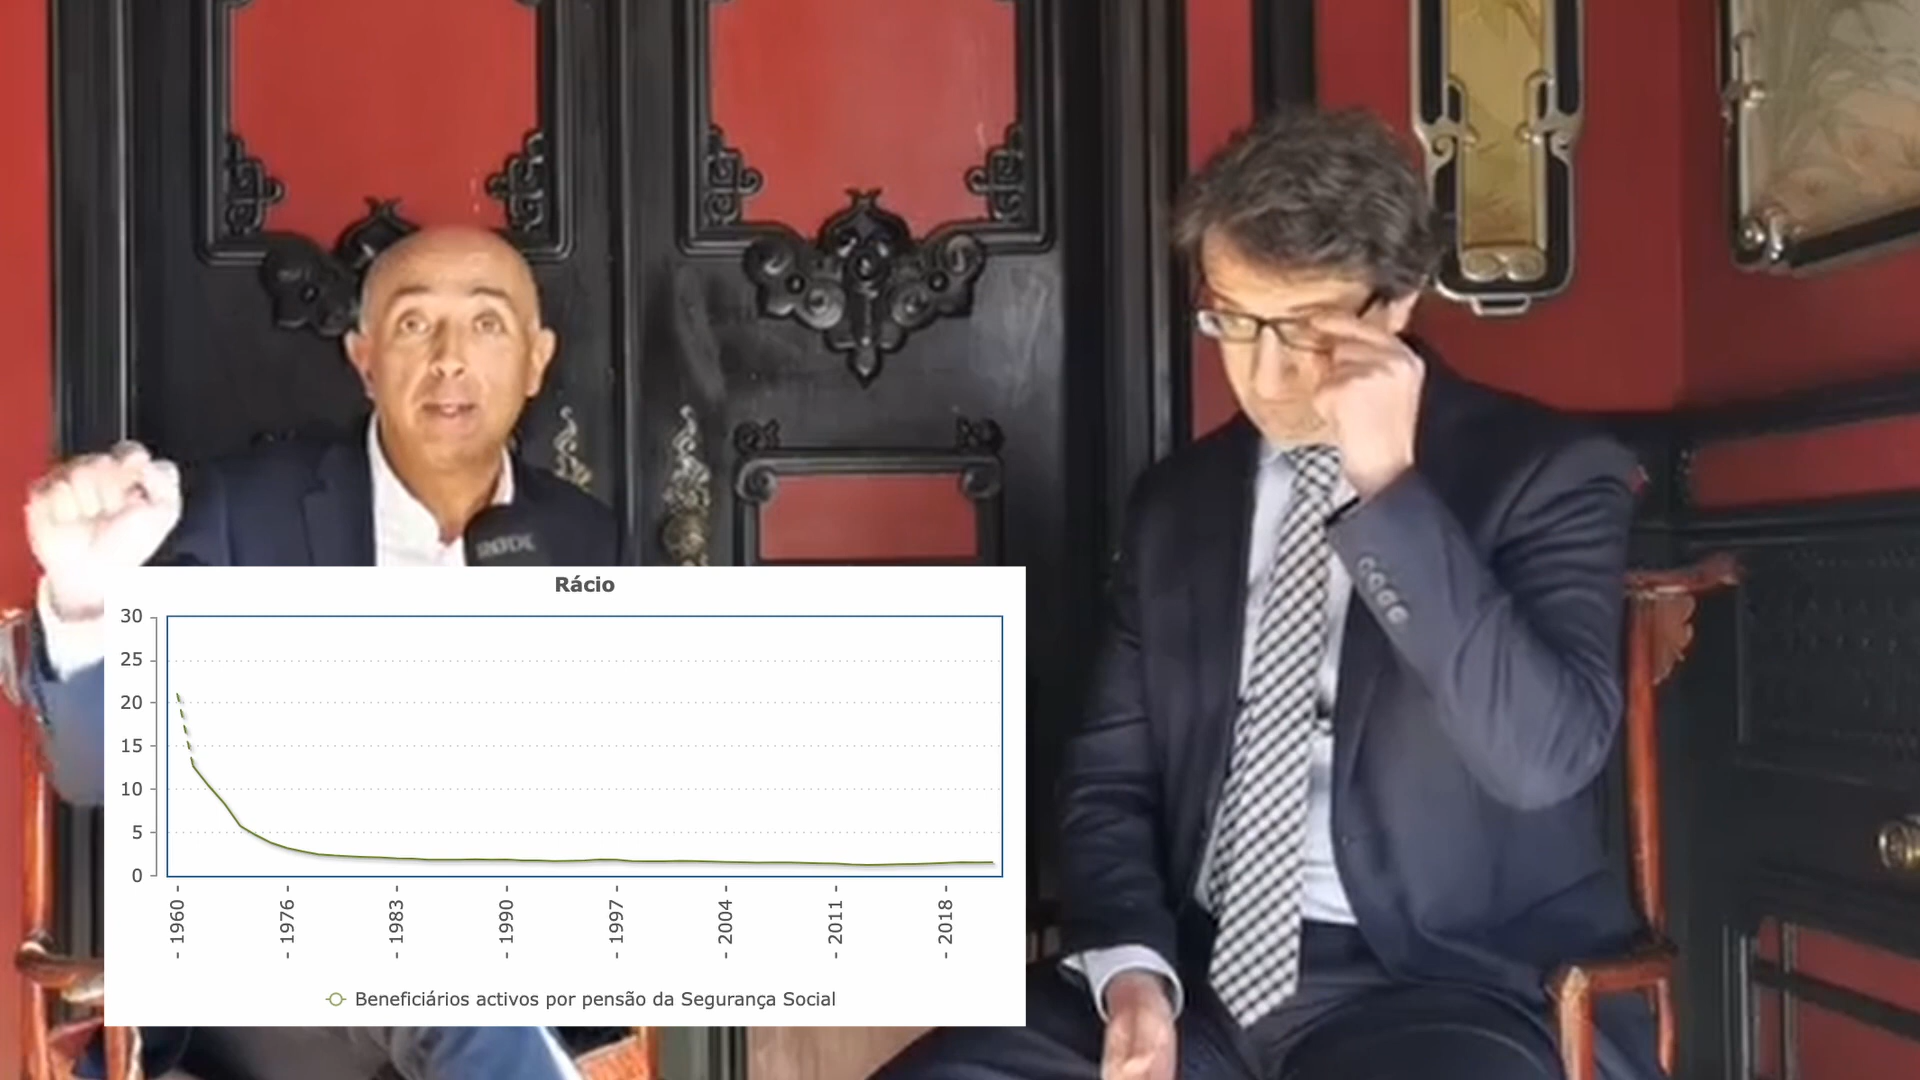 RØDE
Rácio
30
25
20
15
10
5
0
- 1960 -
- 1976 -
- 1983 -
- 1990 -
- 1997 -
- 2004 -
- 2011 -
- 2018 -
Beneficiários activos por pensão da Segurança Social